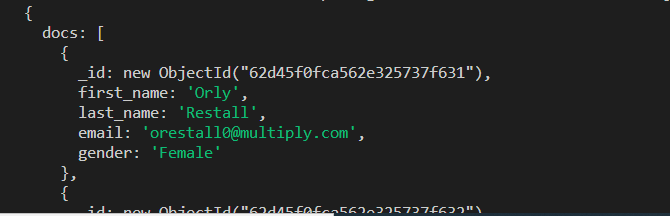 {
docs: [
{
_id: new ObjectId("62d45f0fca562e325737f631"),
first_name: 'Orly',
last_name: 'Restall',
email: 'orestall0@multiply.com',
gender: 'Female'
},
{
_id: new ObjectId("62d45f0fca562e325737f632"),